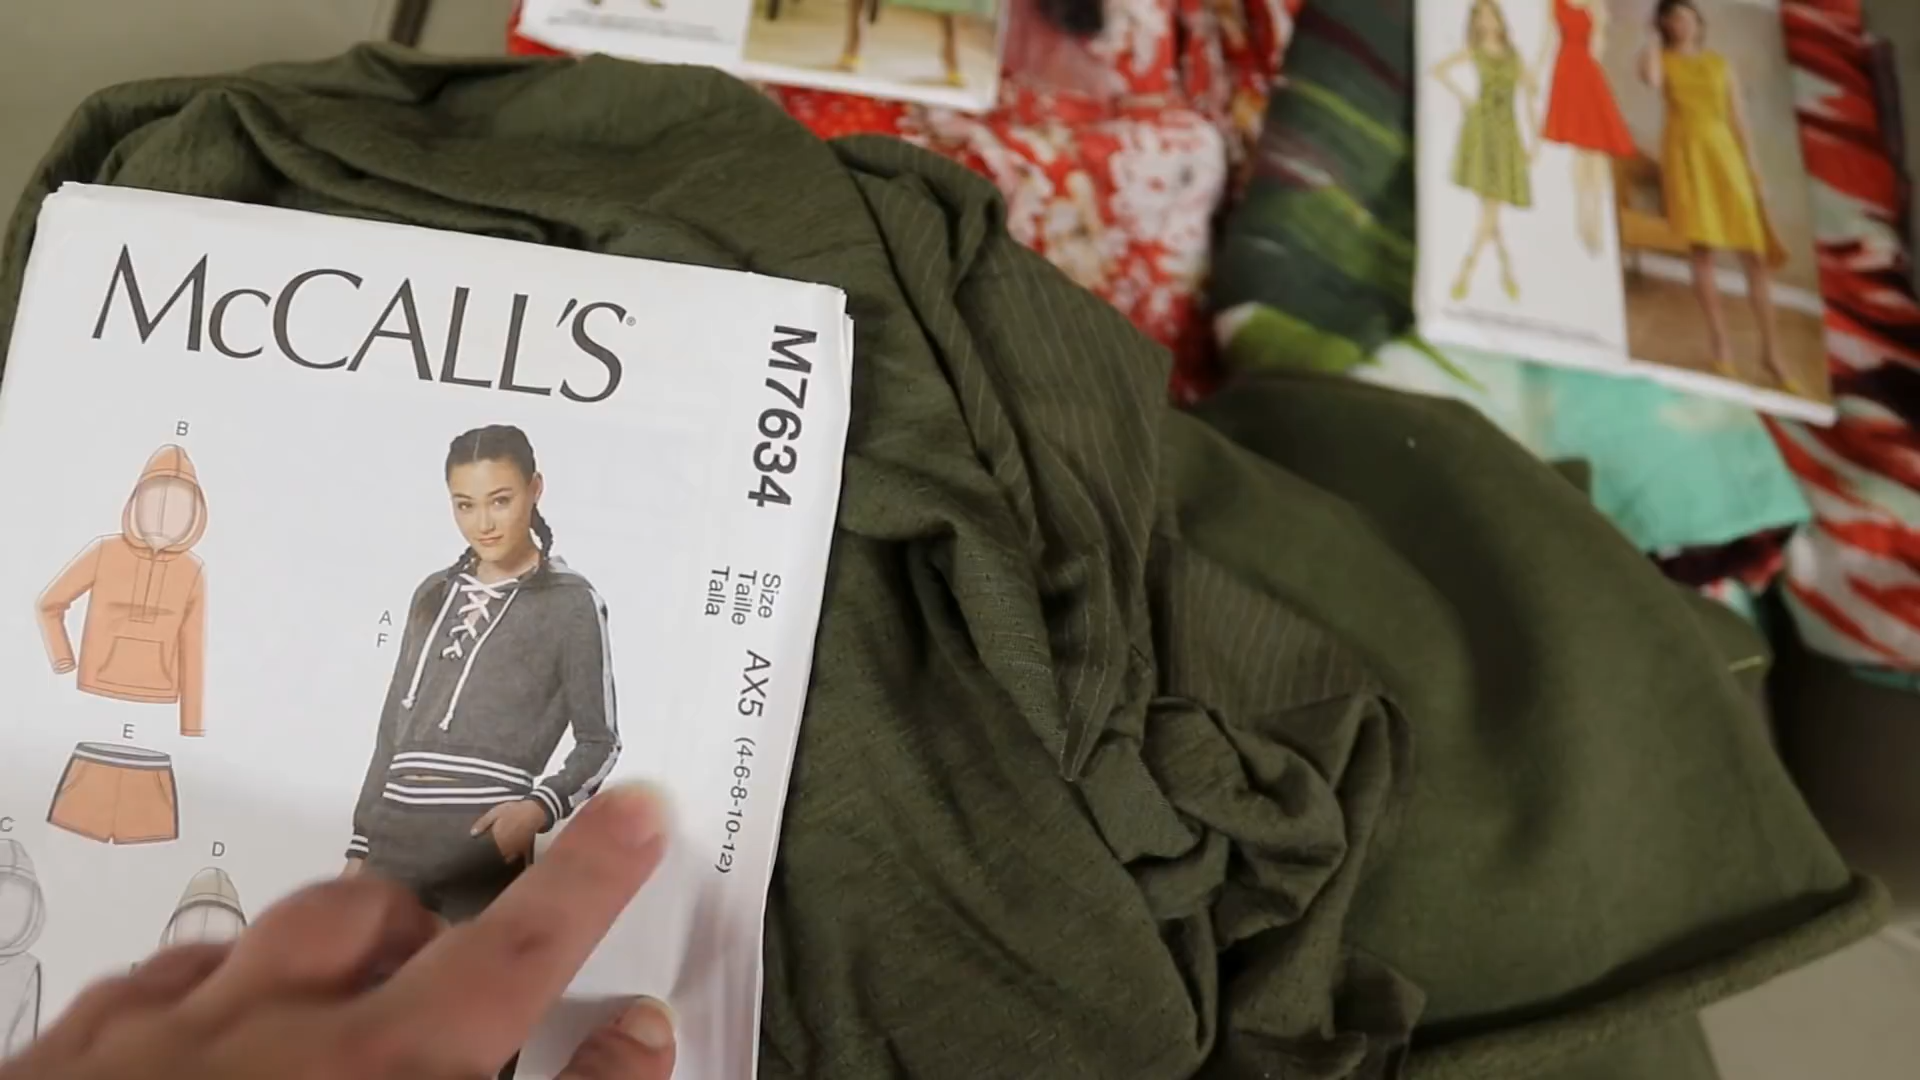 McCALL'S®
M7634
Size
Taille
Talla
AX5 (4-6-8-10-12)
B
A
F
E
C
D